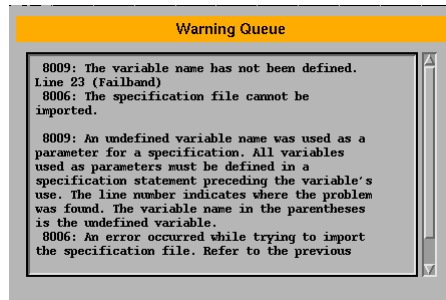 Warning Queue
8009: The variable name has not been defined.
Line 23 (Failband)
8006: The specification file cannot be
imported.
8009: An undefined variable name was used as a
parameter for a specification. All variables
used as parameters must be defined in a
specification statement preceding the variable's
use. The line number indicates where the problem
was found. The variable name in the parentheses
is the undefined variable.
8006: An error occurred while trying to import
the specification file. Refer to the previous